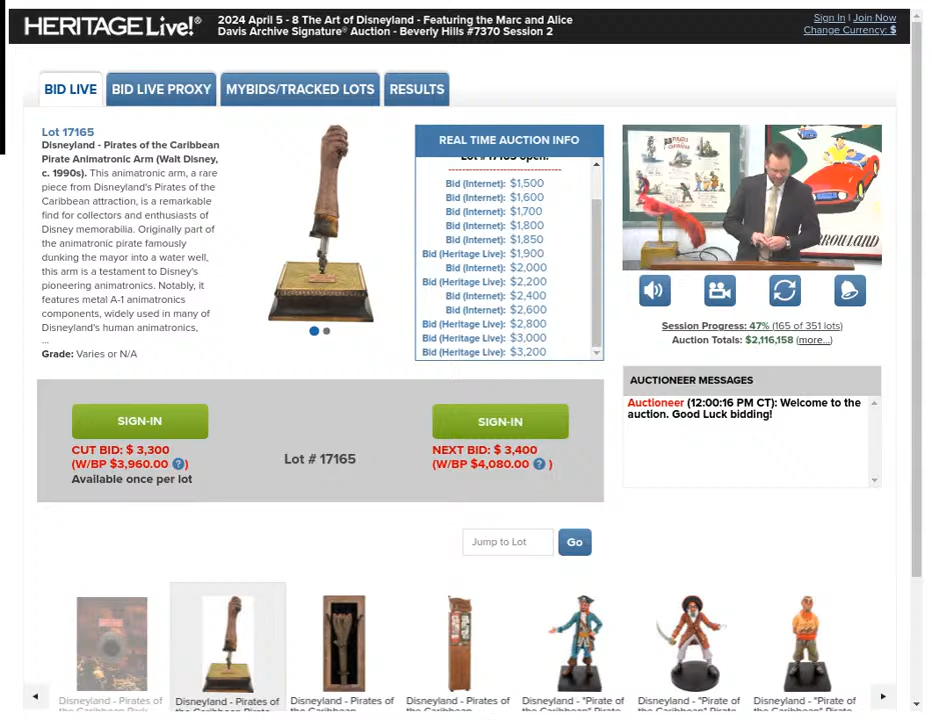 HERITAGE Live!®
2024 April 5 - 8 The Art of Disneyland - Featuring the Marc and Alice
Davis Archive Signature® Auction - Beverly Hills #7370 Session 2
Sign In | Join Now
Change Currency: $
BID LIVE
BID LIVE PROXY
MYBIDS/TRACKED LOTS
RESULTS
Lot 17165
Disneyland - Pirates of the Caribbean
Pirate Animatronic Arm (Walt Disney,
c. 1990s). This animatronic arm, a rare
piece from Disneyland's Pirates of the
Caribbean attraction, is a remarkable
find for collectors and enthusiasts of
Disney memorabilia. Originally part of
the animatronic pirate famously
dunking the mayor into a water well,
this arm is a testament to Disney's
pioneering animatronics. Notably, it
features metal A-1 animatronics
components, widely used in many of
Disneyland's human animatronics,
...
Grade: Varies or N/A
REAL TIME AUCTION INFO
Lot #17165 open!
------------------------------
Bid (Internet): $1,500
Bid (Internet): $1,600
Bid (Internet): $1,700
Bid (Internet): $1,800
Bid (Internet): $1,850
Bid (Heritage Live): $1,900
Bid (Internet): $2,000
Bid (Heritage Live): $2,200
Bid (Internet): $2,400
Bid (Internet): $2,600
Bid (Heritage Live): $2,800
Bid (Heritage Live): $3,000
Bid (Heritage Live): $3,200
Session Progress: 47% (165 of 351 lots)
Auction Totals: $2,116,158 (more...)
AUCTIONEER MESSAGES
Auctioneer (12:00:16 PM CT): Welcome to the
auction. Good Luck bidding!
SIGN-IN
CUT BID: $ 3,300
(W/BP $3,960.00 ?)
Available once per lot
Lot # 17165
SIGN-IN
NEXT BID: $ 3,400
(W/BP $4,080.00 ? )
Jump to Lot
Go
Disneyland - Pirates of
the Caribbean Park
Disneyland - Pirates of
the Caribbean Pirate
Disneyland - Pirates of
the Caribbean
Disneyland - Pirates of
the Caribbean
Disneyland - "Pirate of
the Caribbean" Pirate
Disneyland - "Pirate of
the Caribbean" Pirate
Disneyland - "Pirate of
the Caribbean" Pirate